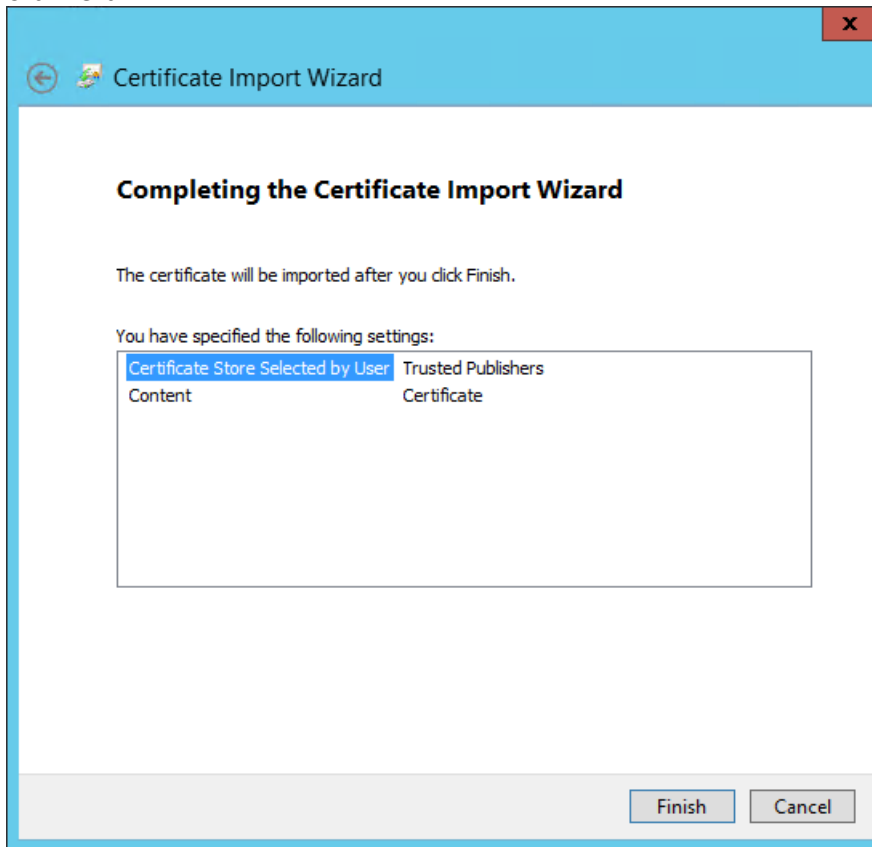 x
Certificate Import Wizard
Completing the Certificate Import Wizard
The certificate will be imported after you click Finish.
You have specified the following settings:
Certificate Store Selected by User Trusted Publishers
Content Certificate
Finish Cancel